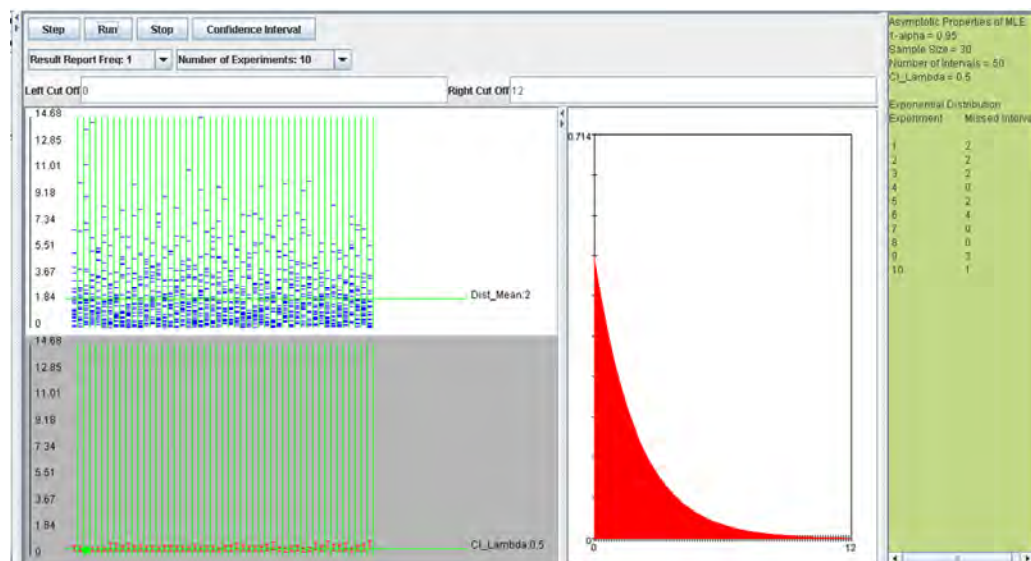 Step Run Stop Confidence Interval
Result Report Freq: 1 Number of Experiments: 10
Left Cut Off 0 Right Cut Off 12
14.68
12.85
11.01
9.18
7.34
5.51
3.67
1.84
0
Dist_Mean:2
14.68
12.85
11.01
9.18
7.34
5.51
3.67
1.84
0
CI_Lambda:0.5
0.714
0
0 12
Asymptotic Properties of MLE:
1-alpha = 0.95
Sample Size = 30
Number of Intervals = 50
CI_Lambda = 0.5
Exponential Distribution
Experiment Missed Interva
1 2
2 2
3 2
4 0
5 2
6 4
7 0
8 0
9 3
10 1